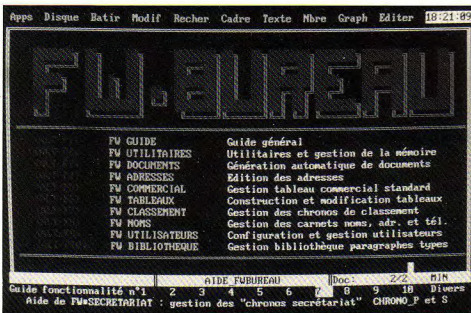 Apps Disque Batir Modif Recher Cadre Texte Nbre Graph Editer 18:21:09
FW.BUREAU
FW GUIDE Guide général
FW UTILITAIRES Utilitaires et gestion de la mémoire
FW DOCUMENTS Génération automatique de documents
FW ADRESSES Edition des adresses
FW COMMERCIAL Gestion tableau commercial standard
FW TABLEAUX Construction et modification tableaux
FW CLASSEMENT Gestion des chronos de classement
FW NOMS Gestion des carnets noms, adr. et tél.
FW UTILISATEURS Configuration et gestion utilisateurs
FW BIBLIOTHEQUE Gestion bibliothèque paragraphes types
AIDE_FWBUREAU Doc: 2/2 MIN
Guide fonctionnalité n°1 2 3 4 5 6 7 8 9 10 Divers
Aide de FW■SECRETARIAT : gestion des "chronos secrétariat" CHRONO_P et S